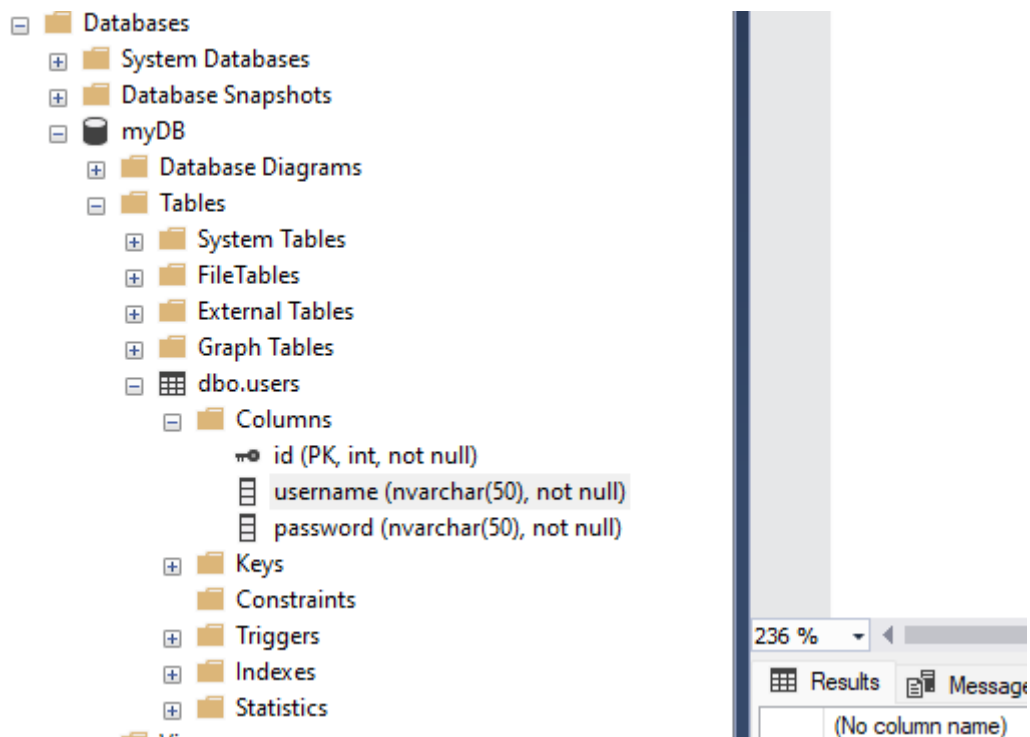 Databases
System Databases
Database Snapshots
myDB
Database Diagrams
Tables
System Tables
FileTables
External Tables
Graph Tables
dbo.users
Columns
id (PK, int, not null)
username (nvarchar(50), not null)
password (nvarchar(50), not null)
Keys
Constraints
Triggers
Indexes
Statistics
236 %
Results Message
(No column name)